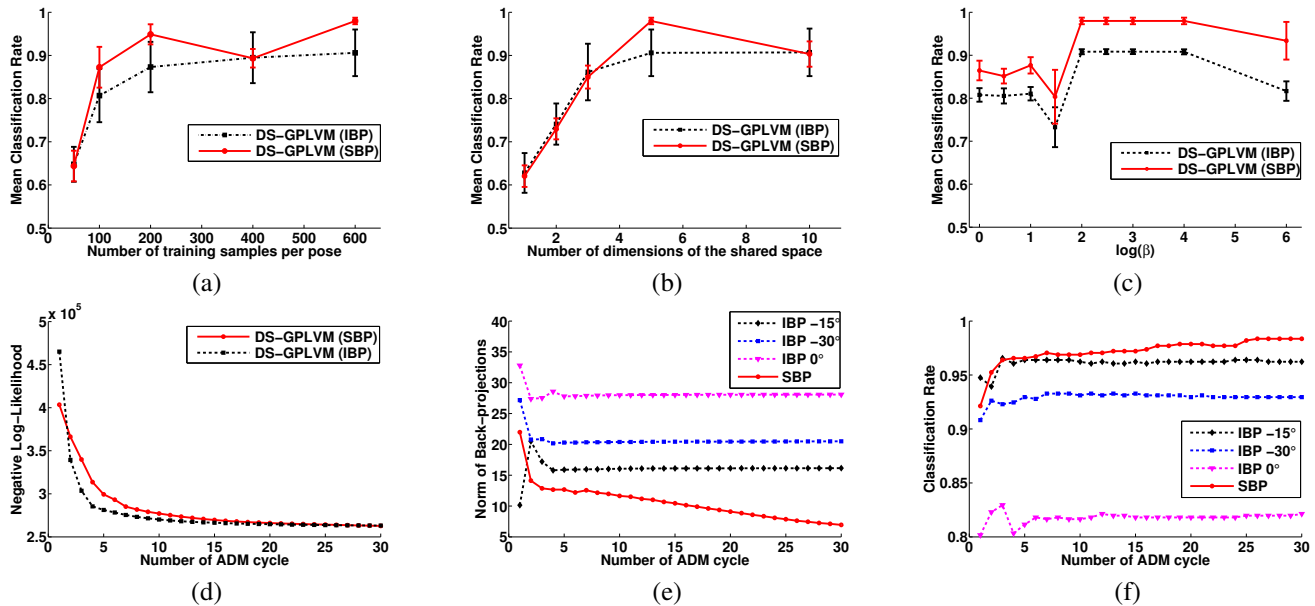 1
0.9
0.8
0.7
0.6
0.5
Mean Classification Rate
DS−GPLVM (IBP)
DS−GPLVM (SBP)
0 100 200 300 400 500 600
Number of training samples per pose
(a)
1
0.9
0.8
0.7
0.6
0.5
Mean Classification Rate
DS−GPLVM (IBP)
DS−GPLVM (SBP)
2 4 6 8 10
Number of dimensions of the shared space
(b)
1
0.9
0.8
0.7
0.6
0.5
Mean Classification Rate
DS−GPLVM (IBP)
DS−GPLVM (SBP)
0 1 2 3 4 5 6
log(β)
(c)
x 10^5
5
4.5
4
3.5
3
2.5
Negative Log−Likelihood
DS−GPLVM (SBP)
DS−GPLVM (IBP)
0 5 10 15 20 25 30
Number of ADM cycle
(d)
40
35
30
25
20
15
10
5
Norm of Back−projections
IBP −15°
IBP −30°
IBP 0°
SBP
0 5 10 15 20 25 30
Number of ADM cycle
(e)
1
0.95
0.9
0.85
0.8
Classification Rate
IBP −15°
IBP −30°
IBP 0°
SBP
0 5 10 15 20 25 30
Number of ADM cycle
(f)